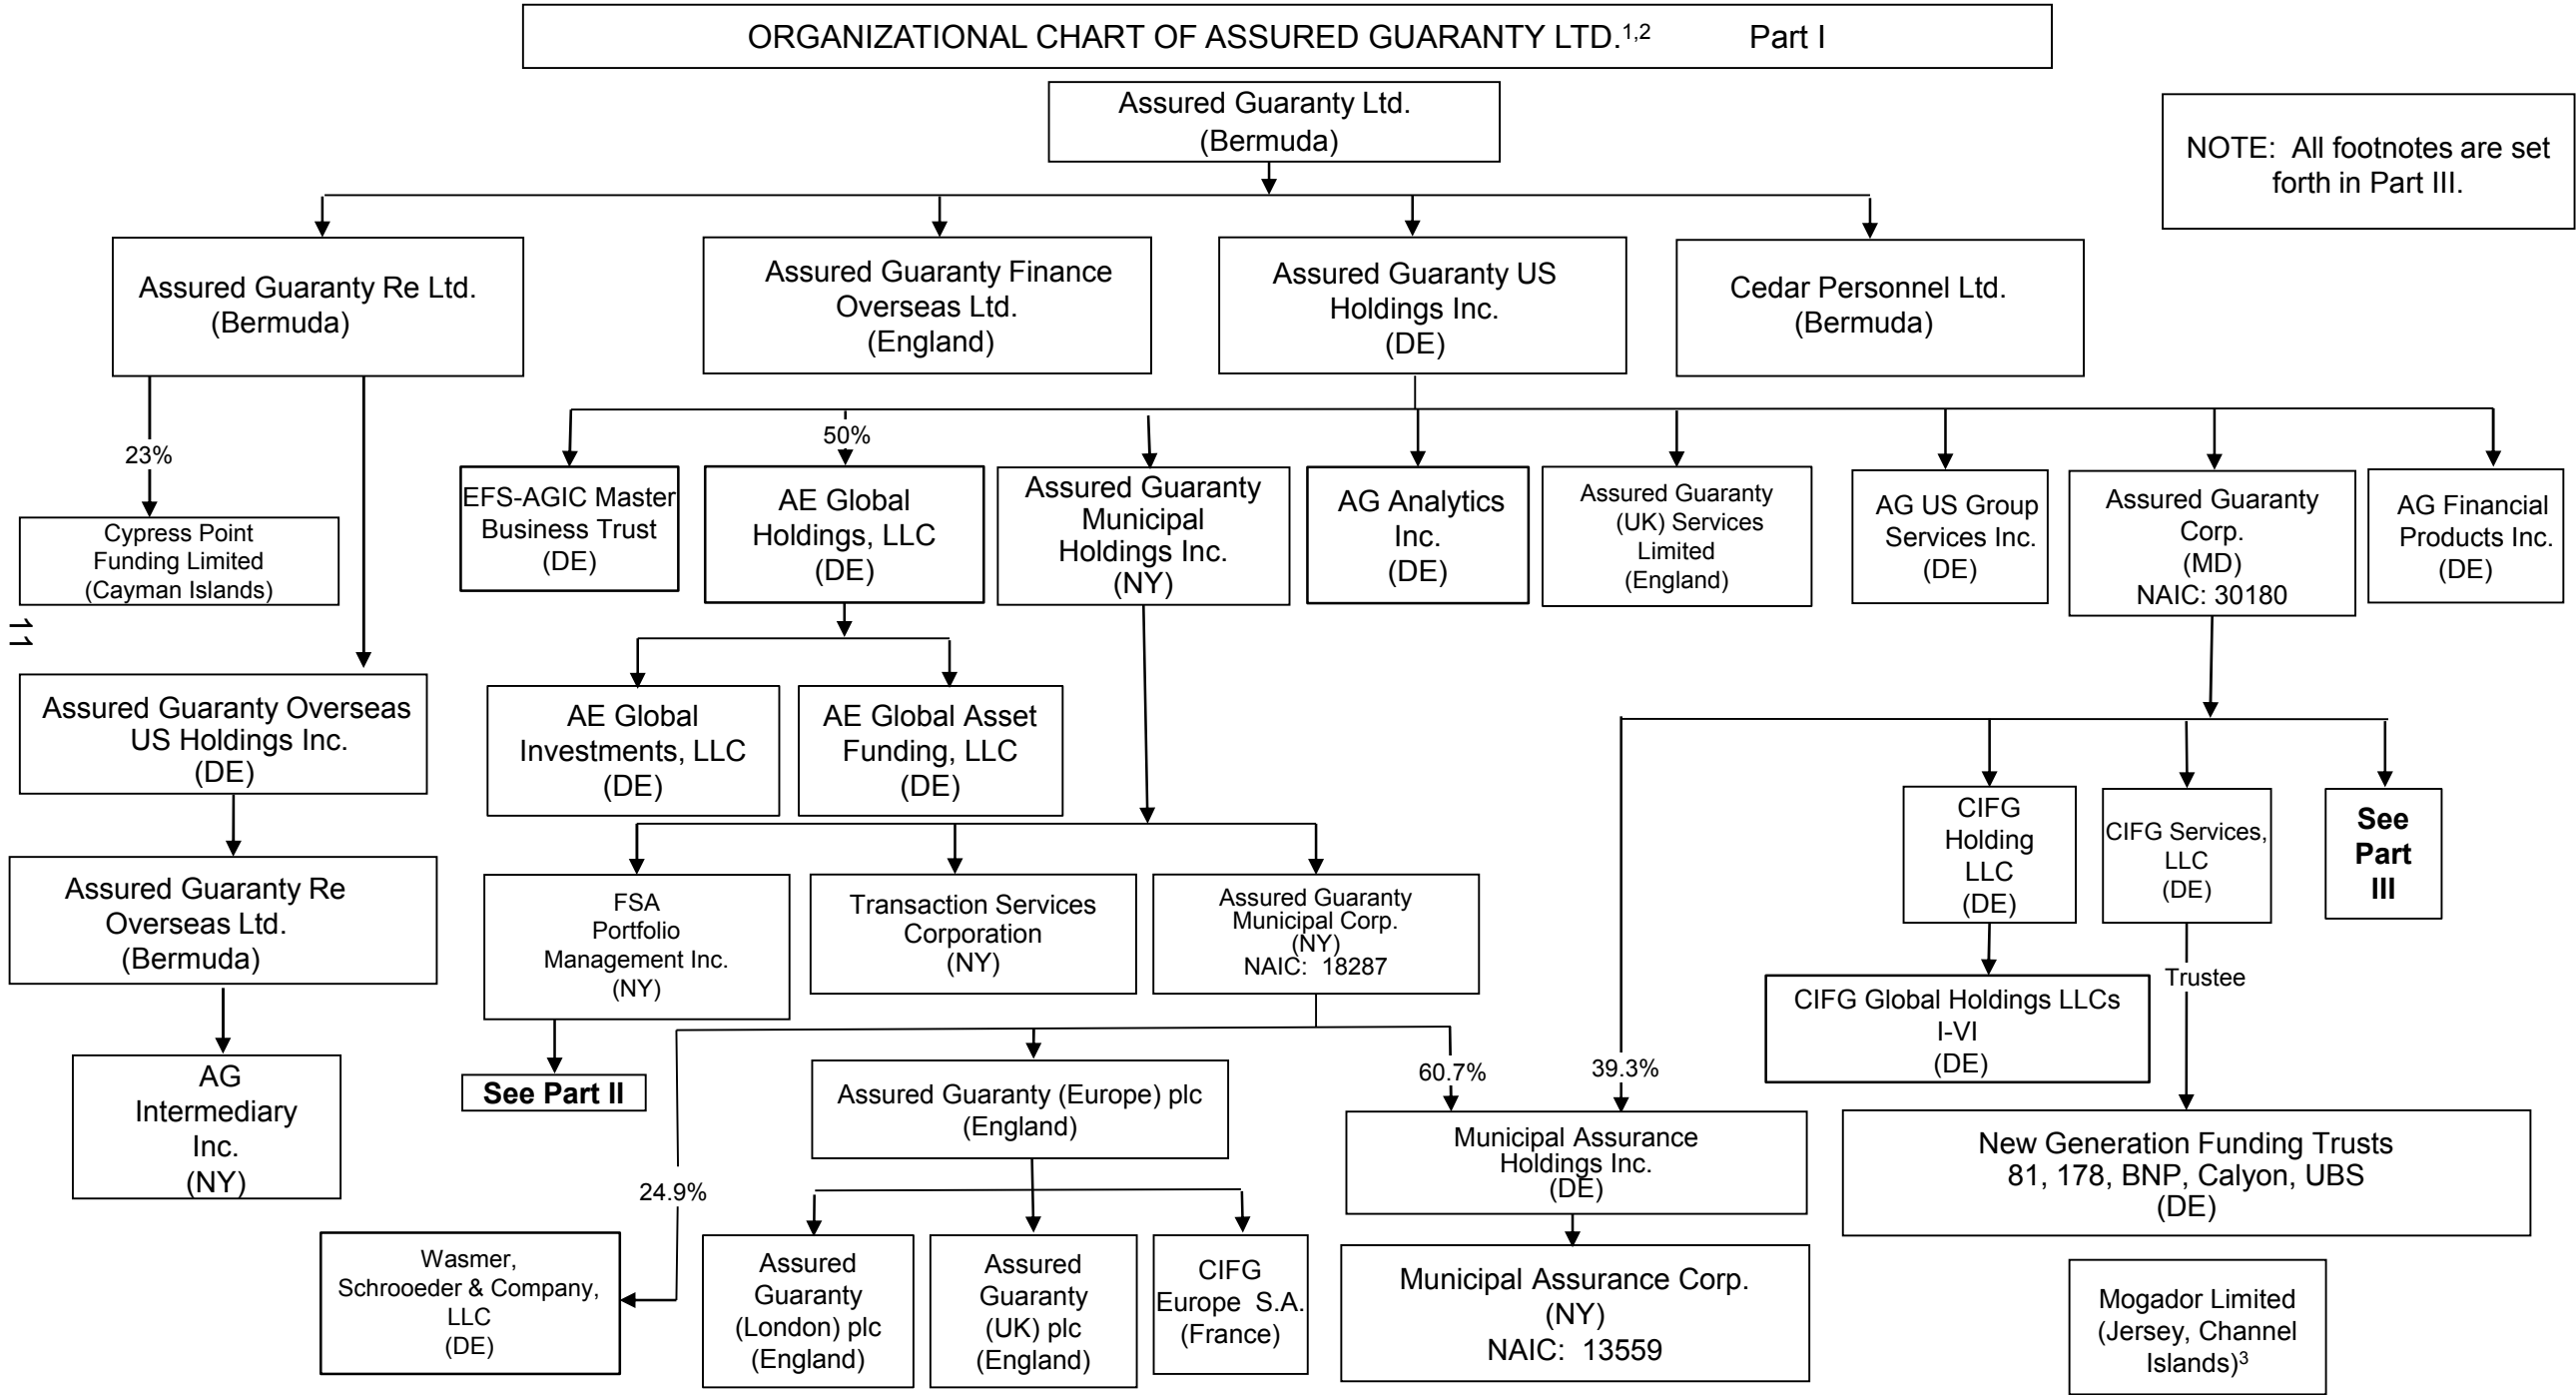 ORGANIZATIONAL CHART OF ASSURED GUARANTY LTD.1,2 Part I
Assured Guaranty Ltd.
(Bermuda)
NOTE: All footnotes are set
forth in Part III.
Assured Guaranty Re Ltd.
(Bermuda)
Assured Guaranty Finance
Overseas Ltd.
(England)
Assured Guaranty US
Holdings Inc.
(DE)
Cedar Personnel Ltd.
(Bermuda)
23%
50%
Cypress Point
Funding Limited
(Cayman Islands)
EFS-AGIC Master
Business Trust
(DE)
AE Global
Holdings, LLC
(DE)
Assured Guaranty
Municipal
Holdings Inc.
(NY)
AG Analytics
Inc.
(DE)
Assured Guaranty
(UK) Services
Limited
(England)
AG US Group
Services Inc.
(DE)
Assured Guaranty
Corp.
(MD)
NAIC: 30180
AG Financial
Products Inc.
(DE)
11
Assured Guaranty Overseas
US Holdings Inc.
(DE)
AE Global
Investments, LLC
(DE)
AE Global Asset
Funding, LLC
(DE)
CIFG
Holding
LLC
(DE)
CIFG Services,
LLC
(DE)
See
Part
III
Assured Guaranty Re
Overseas Ltd.
(Bermuda)
FSA
Portfolio
Management Inc.
(NY)
Transaction Services
Corporation
(NY)
Assured Guaranty
Municipal Corp.
(NY)
NAIC: 18287
Trustee
CIFG Global Holdings LLCs
I-VI
(DE)
AG
Intermediary
Inc.
(NY)
See Part II
Assured Guaranty (Europe) plc
(England)
60.7%
39.3%
Municipal Assurance
Holdings Inc.
(DE)
New Generation Funding Trusts
81, 178, BNP, Calyon, UBS
(DE)
24.9%
Wasmer,
Schrooeder & Company,
LLC
(DE)
Assured
Guaranty
(London) plc
(England)
Assured
Guaranty
(UK) plc
(England)
CIFG
Europe S.A.
(France)
Municipal Assurance Corp.
(NY)
NAIC: 13559
Mogador Limited
(Jersey, Channel
Islands)3